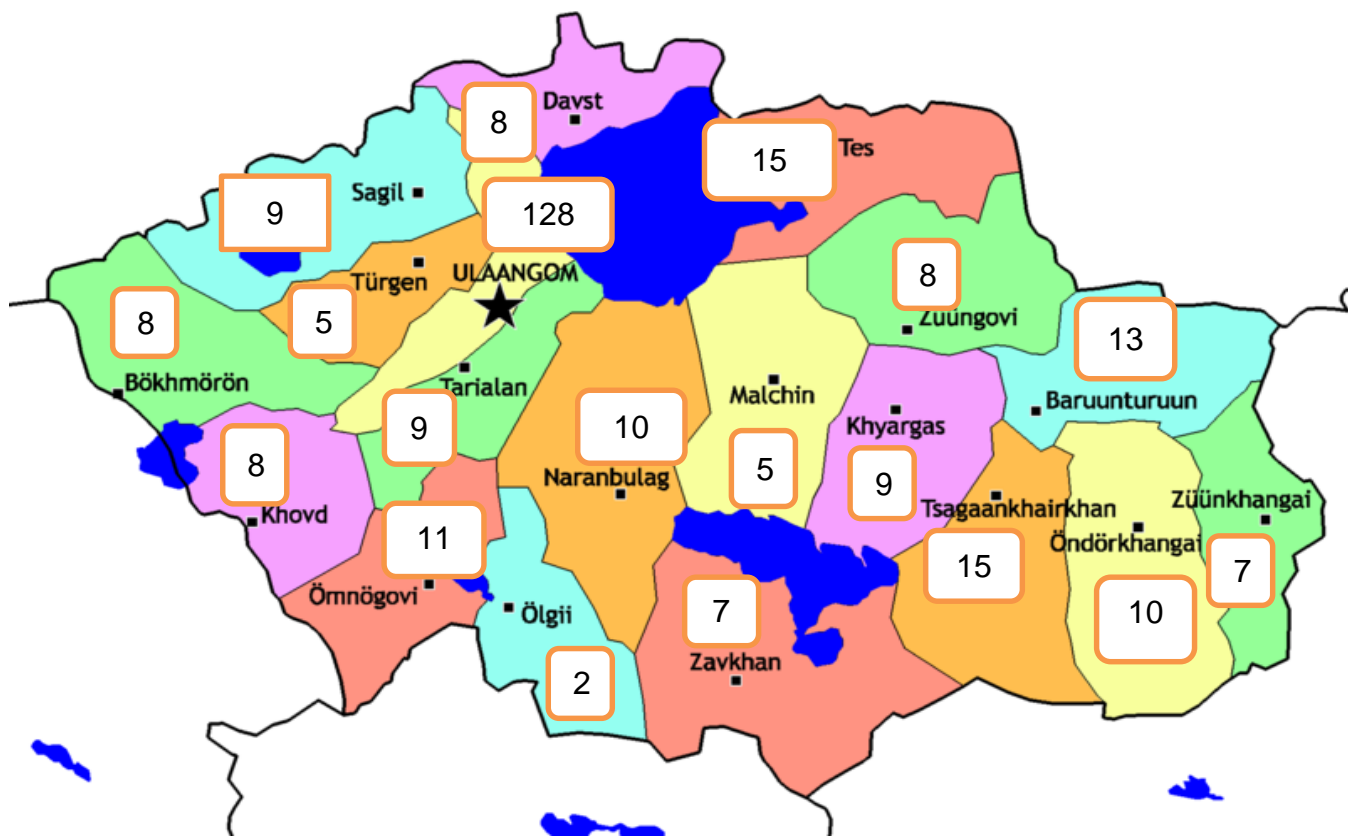 Davst
8
Tes
15
Sagil
9
128
Türgen
ULAANGOM
5
8
Zuüngovi
8
13
Bökhmörön
Tarialan
Malchin
Khyargas
Baruunturuun
9
10
5
9
8
Khovd
Naranbulag
Tsagaankhairkhan
Züünkhangai
Öndörkhangai
11
15
7
Ömnögovi
Ölgii
7
10
Zavkhan
2